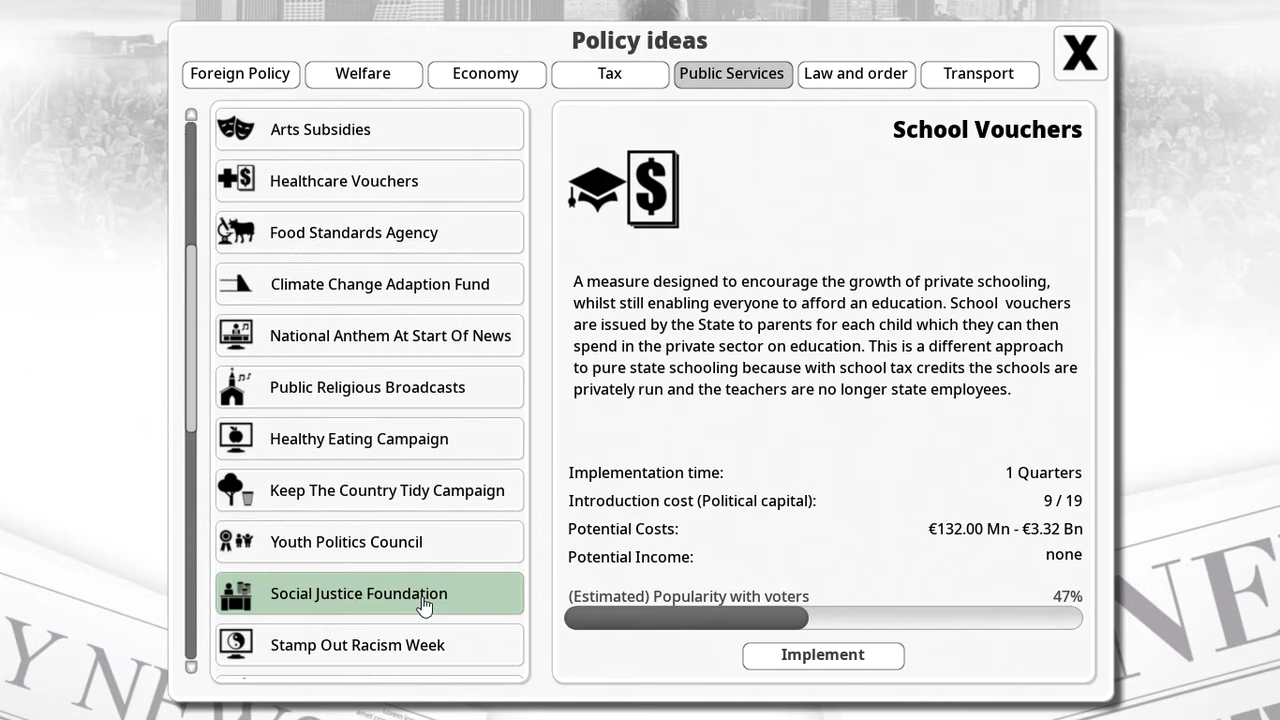 Policy ideas
X
Foreign Policy
Welfare
Economy
Tax
Public Services
Law and order
Transport
Arts Subsidies
Healthcare Vouchers
Food Standards Agency
Climate Change Adaption Fund
National Anthem At Start Of News
Public Religious Broadcasts
Healthy Eating Campaign
Keep The Country Tidy Campaign
Youth Politics Council
Social Justice Foundation
Stamp Out Racism Week
School Vouchers
$
A measure designed to encourage the growth of private schooling,
whilst still enabling everyone to afford an education. School vouchers
are issued by the State to parents for each child which they can then
spend in the private sector on education. This is a different approach
to pure state schooling because with school tax credits the schools are
privately run and the teachers are no longer state employees.
Implementation time: 1 Quarters
Introduction cost (Political capital): 9 / 19
Potential Costs: €132.00 Mn - €3.32 Bn
Potential Income: none
(Estimated) Popularity with voters 47%
Implement